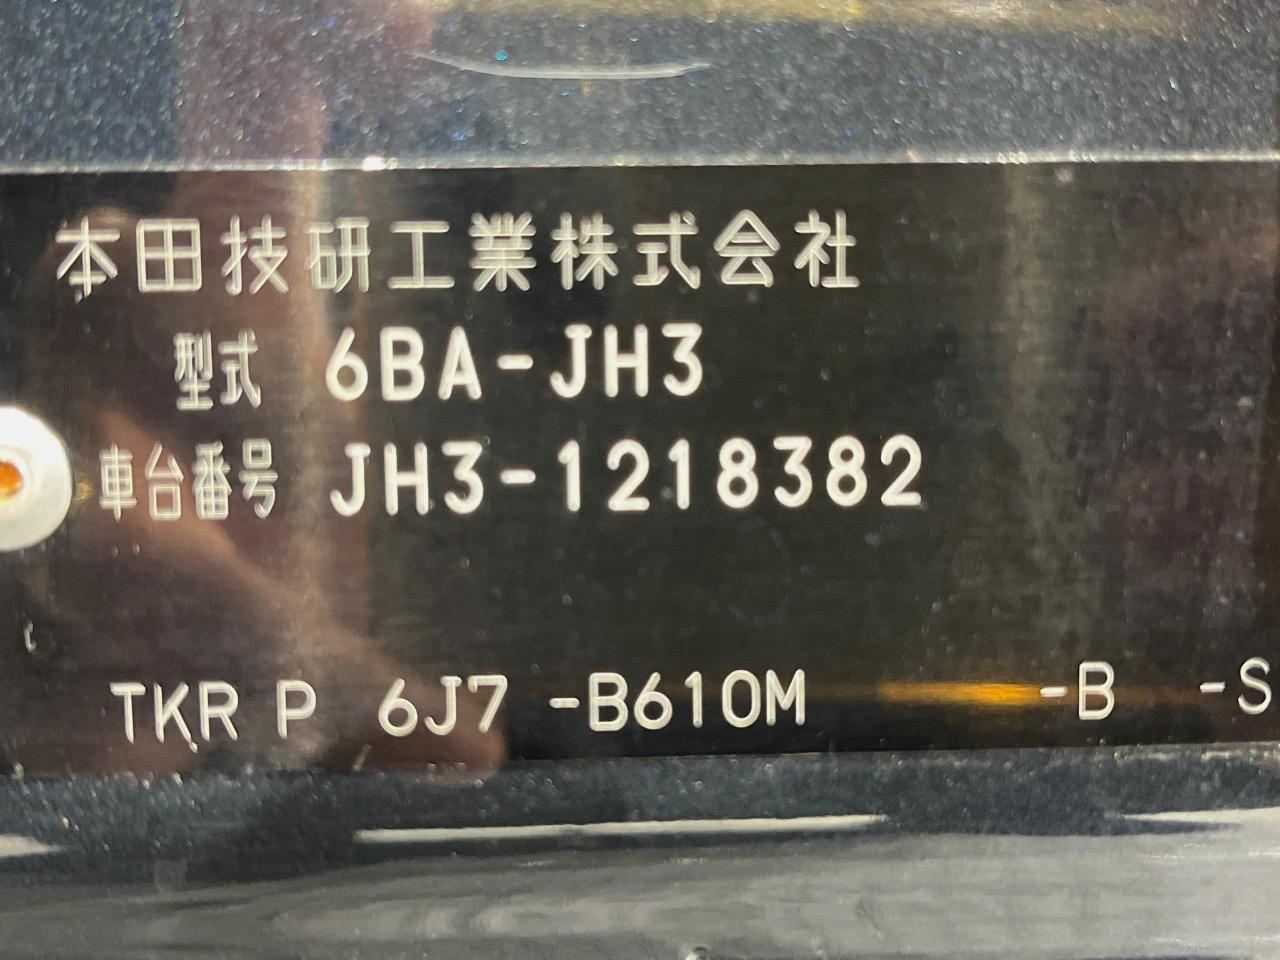 本田技研工業株式会社
型式 6BA-JH3
車台番号 JH3-1218382
TKR P 6J7 -B610M -B -S